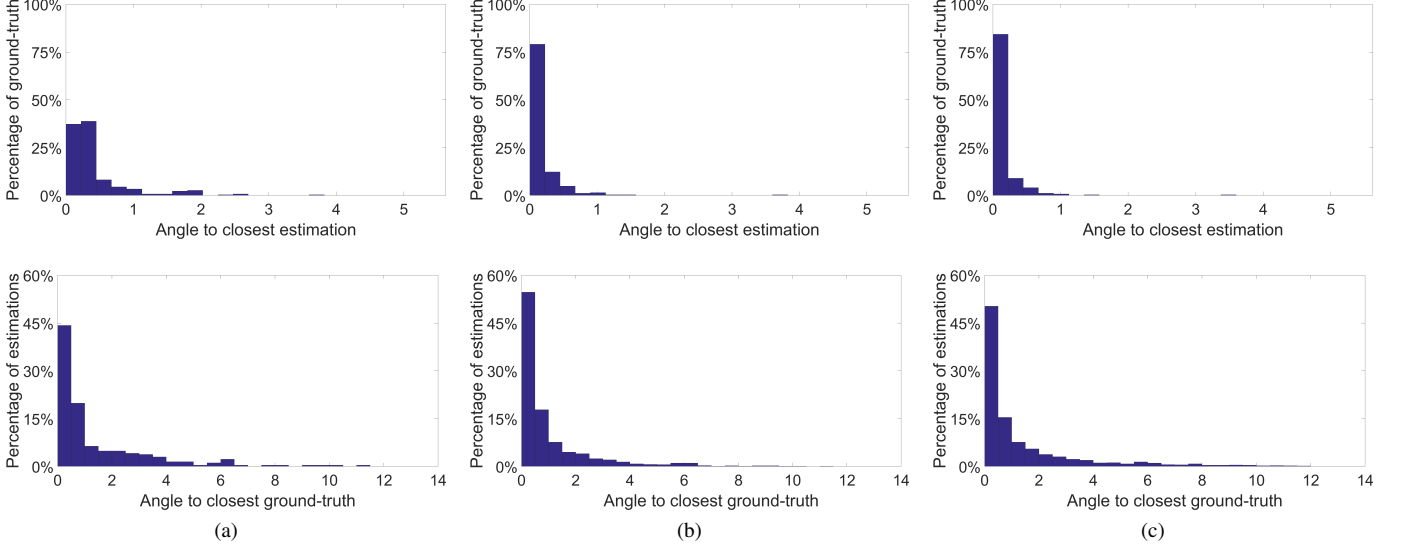 100%
75%
50%
25%
0%
Percentage of ground-truth
0 1 2 3 4 5
Angle to closest estimation
100%
75%
50%
25%
0%
Percentage of ground-truth
0 1 2 3 4 5
Angle to closest estimation
100%
75%
50%
25%
0%
Percentage of ground-truth
0 1 2 3 4 5
Angle to closest estimation
60%
45%
30%
15%
0%
Percentage of estimations
0 2 4 6 8 10 12 14
Angle to closest ground-truth
(a)
60%
45%
30%
15%
0%
Percentage of estimations
0 2 4 6 8 10 12 14
Angle to closest ground-truth
(b)
60%
45%
30%
15%
0%
Percentage of estimations
0 2 4 6 8 10 12 14
Angle to closest ground-truth
(c)